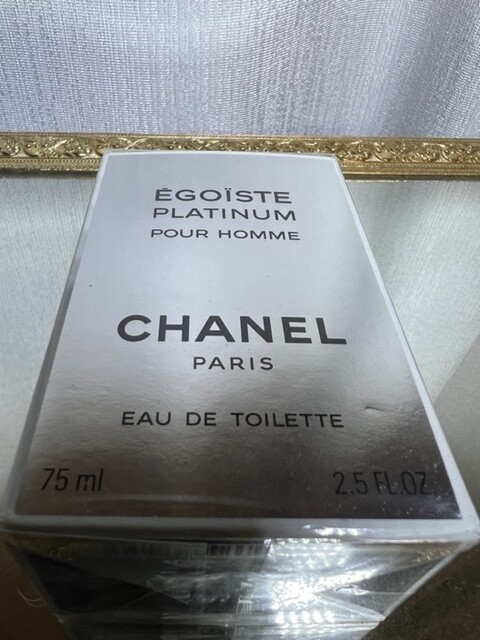 ÉGOÏSTE
PLATINUM
POUR HOMME
CHANEL
PARIS
EAU DE TOILETTE
75 ml
2.5 FL.OZ.